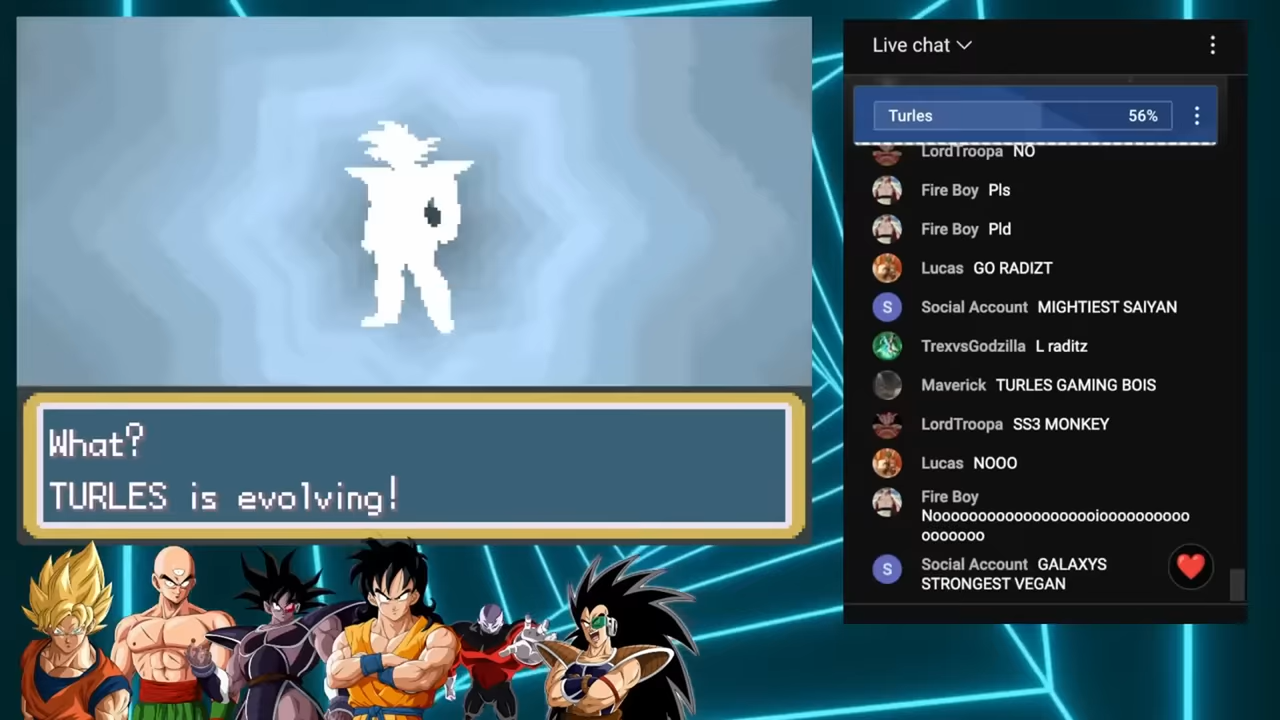 Live chat
Turles 56%
LordTroopa NO
Fire Boy Pls
Fire Boy Pld
Lucas GO RADIZT
S Social Account MIGHTIEST SAIYAN
TrexvsGodzilla L raditz
Maverick TURLES GAMING BOIS
LordTroopa SS3 MONKEY
Lucas NOOO
Fire Boy
Noooooooooooooooooooiooooooooooo
ooooooo
S Social Account GALAXYS
STRONGEST VEGAN
What?
TURLES is evolving!